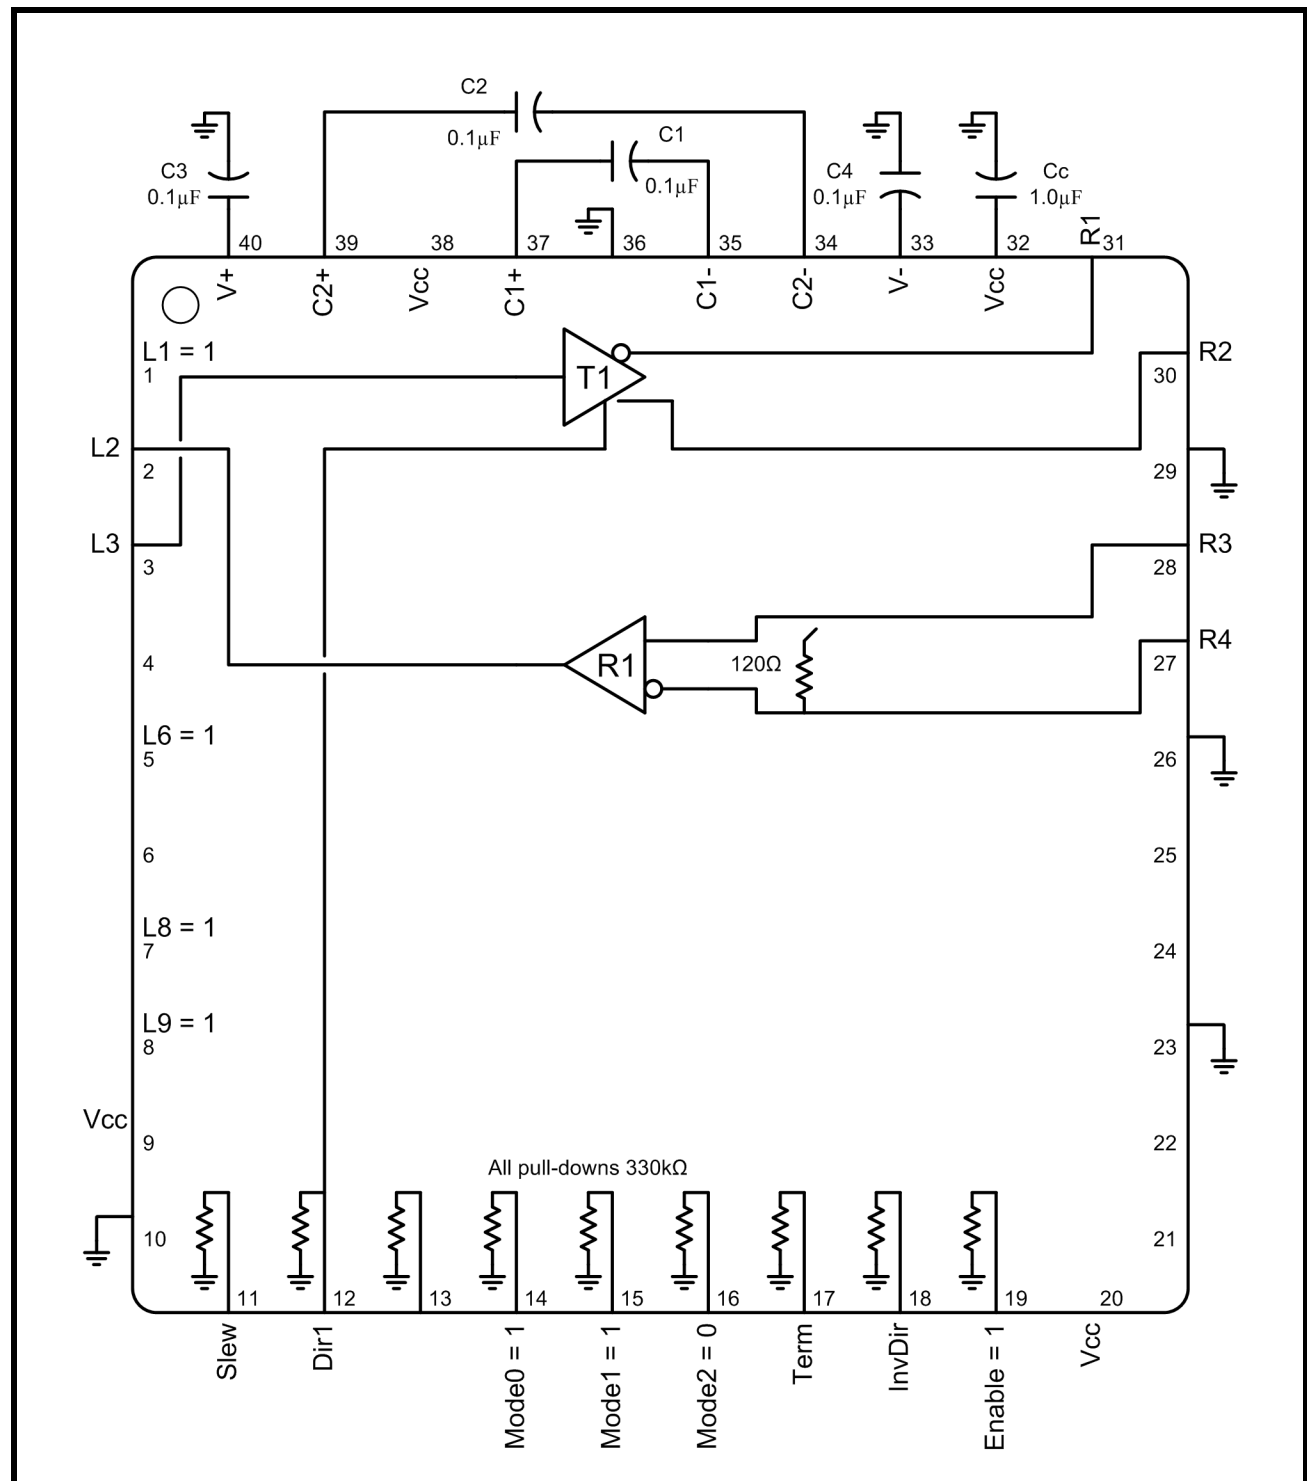 C2
0.1µF
C1
0.1µF
C3
0.1µF
C4
0.1µF
Cc
1.0µF
R1
40
39
38
37
36
35
34
33
32
31
V+
C2+
Vcc
C1+
C1-
C2-
V-
Vcc
L1 = 1
1
T1
R2
30
L2
2
29
L3
3
R3
28
4
R1
120Ω
R4
27
L6 = 1
5
26
6
25
L8 = 1
7
24
L9 = 1
8
23
Vcc
9
22
All pull-downs 330kΩ
10
21
11
12
13
14
15
16
17
18
19
20
Slew
Dir1
Mode0 = 1
Mode1 = 1
Mode2 = 0
Term
InvDir
Enable = 1
Vcc